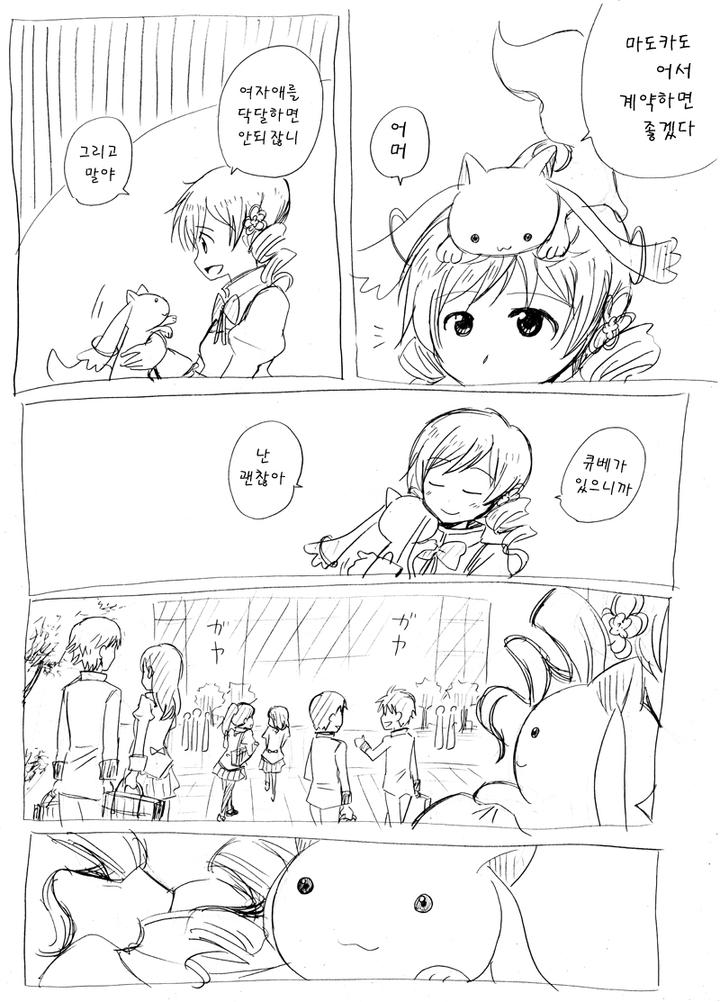 마도카도
어서
계약하면
좋겠다
어
머
여자애를
닥달하면
안되잖니
그리고
말야
큐베가
있으니까
난
괜찮아
ガヤ
ガヤ